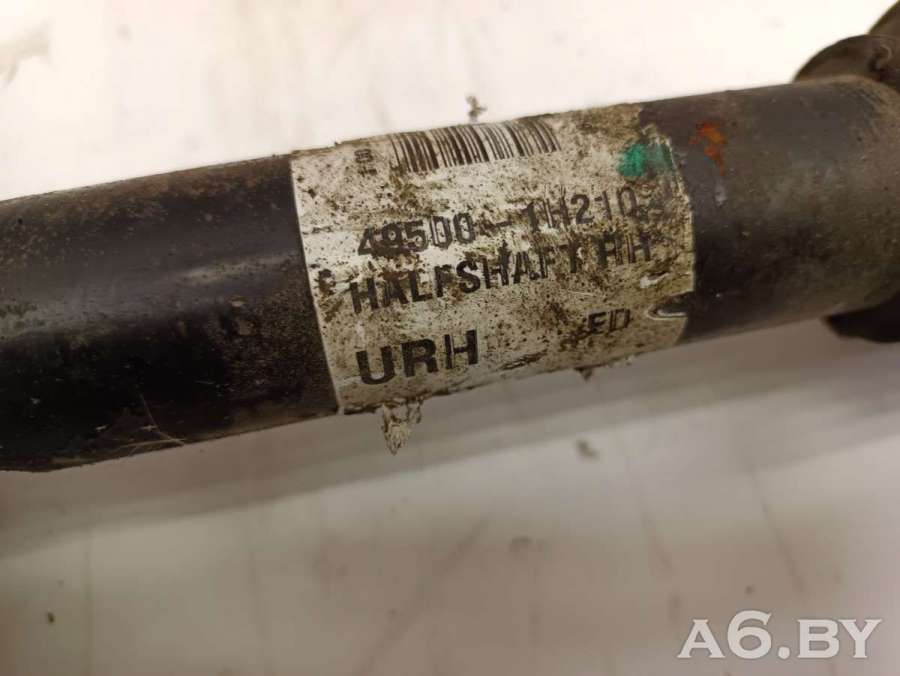 49500-1H210
HALFSHAFT RH
URH ED
A6.BY